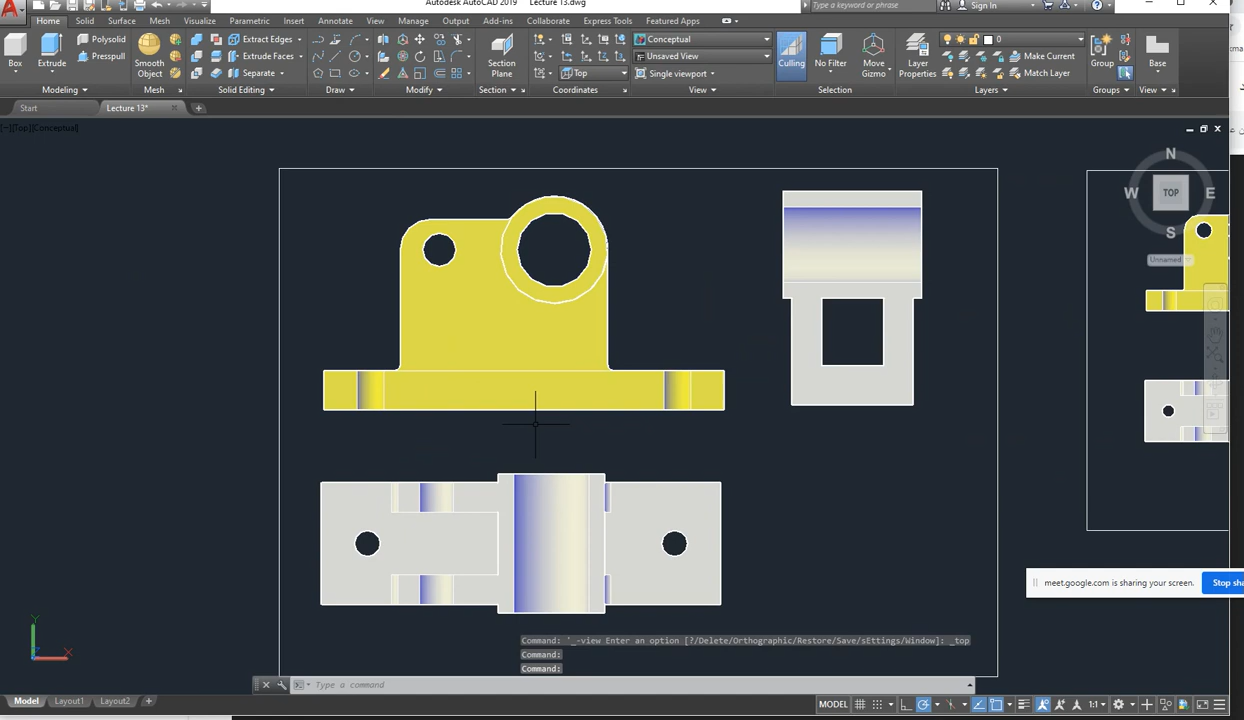 Autodesk AutoCAD 2019 Lecture 13.dwg
Type a keyword or phrase
Sign In
Home Solid Surface Mesh Visualize Parametric Insert Annotate View Manage Output Add-ins Collaborate Express Tools Featured Apps
Box
Extrude
Polysolid
Presspull
Smooth
Object
Extract Edges
Extrude Faces
Separate
Section
Plane
Top
Conceptual
Unsaved View
Single viewport
Culling
No Filter
Move
Gizmo
Layer
Properties
0
Make Current
Match Layer
Group
Base
Modeling Mesh Solid Editing Draw Modify Section Coordinates View Selection Layers Groups View
Start
Lecture 13*
[−][Top][Conceptual]
N
W TOP E
S
Unnamed
meet.google.com is sharing your screen.
Stop sha
Y
X
Command: '_-view Enter an option [?/Delete/Orthographic/Restore/Save/sEttings/Window]: _top
Command:
Command:
Type a command
Model Layout1 Layout2
MODEL
1:1